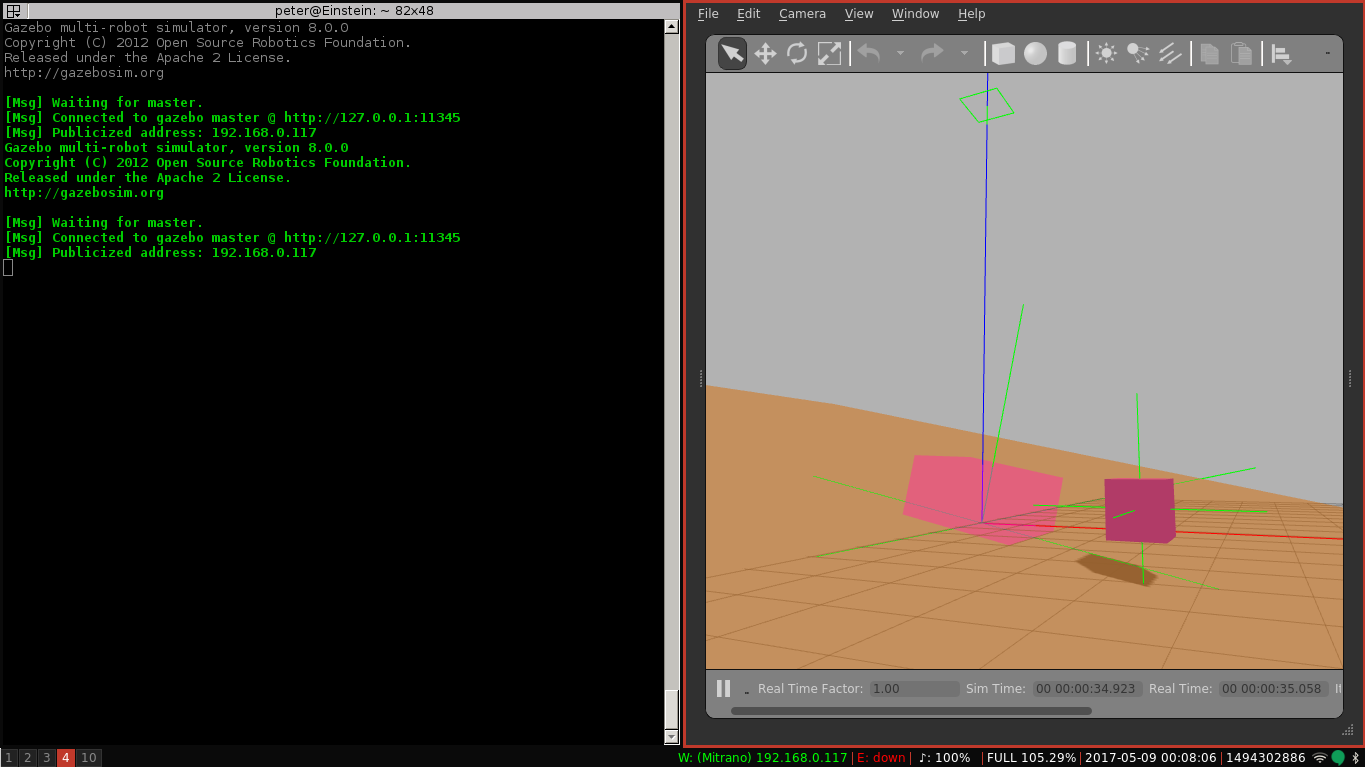 peter@Einstein: ~ 82x48
Gazebo multi-robot simulator, version 8.0.0
Copyright (C) 2012 Open Source Robotics Foundation.
Released under the Apache 2 License.
http://gazebosim.org
[Msg] Waiting for master.
[Msg] Connected to gazebo master @ http://127.0.0.1:11345
[Msg] Publicized address: 192.168.0.117
Gazebo multi-robot simulator, version 8.0.0
Copyright (C) 2012 Open Source Robotics Foundation.
Released under the Apache 2 License.
http://gazebosim.org
[Msg] Waiting for master.
[Msg] Connected to gazebo master @ http://127.0.0.1:11345
[Msg] Publicized address: 192.168.0.117
File Edit Camera View Window Help
Real Time Factor: 1.00 Sim Time: 00 00:00:34.923 Real Time: 00 00:00:35.058
1 2 3 4 10 W: (Mitrano) 192.168.0.117| E: down| ♪: 100% |FULL 105.29%| 2017-05-09 00:08:06 | 1494302886